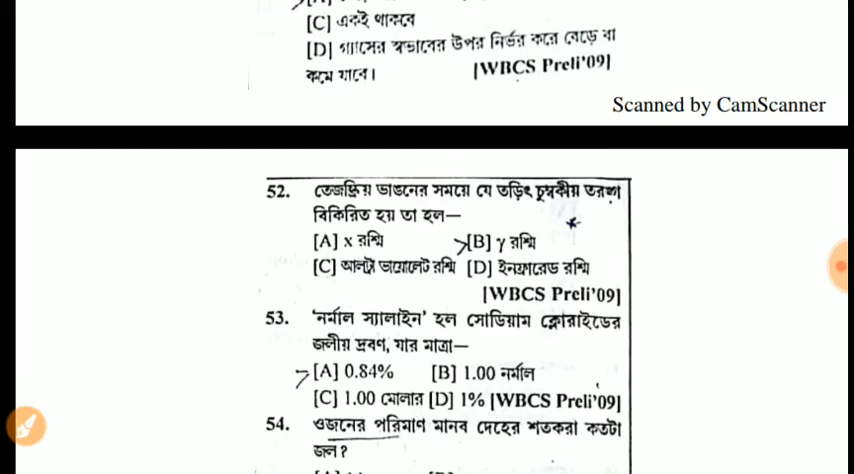 [C] একই থাকবে
[D] গ্যাসের স্বভাবের উপর নির্ভর করে বেড়ে বা
কমে যাবে। [WBCS Preli'09]
Scanned by CamScanner
52. তেজস্ক্রিয় ভাঙনের সময়ে যে তড়িৎ চুম্বকীয় তরঙ্গ
বিকিরিত হয় তা হল—
[A] x রশ্মি [B] γ রশ্মি
[C] আলট্রা ভায়োলেট রশ্মি [D] ইনফ্রারেড রশ্মি
[WBCS Preli'09]
53. 'নর্মাল স্যালাইন' হল সোডিয়াম ক্লোরাইডের
জলীয় দ্রবণ, যার মাত্রা—
[A] 0.84% [B] 1.00 নর্মাল
[C] 1.00 মোলার [D] 1% [WBCS Preli'09]
54. ওজনের পরিমাণ মানব দেহের শতকরা কতটা
জল?